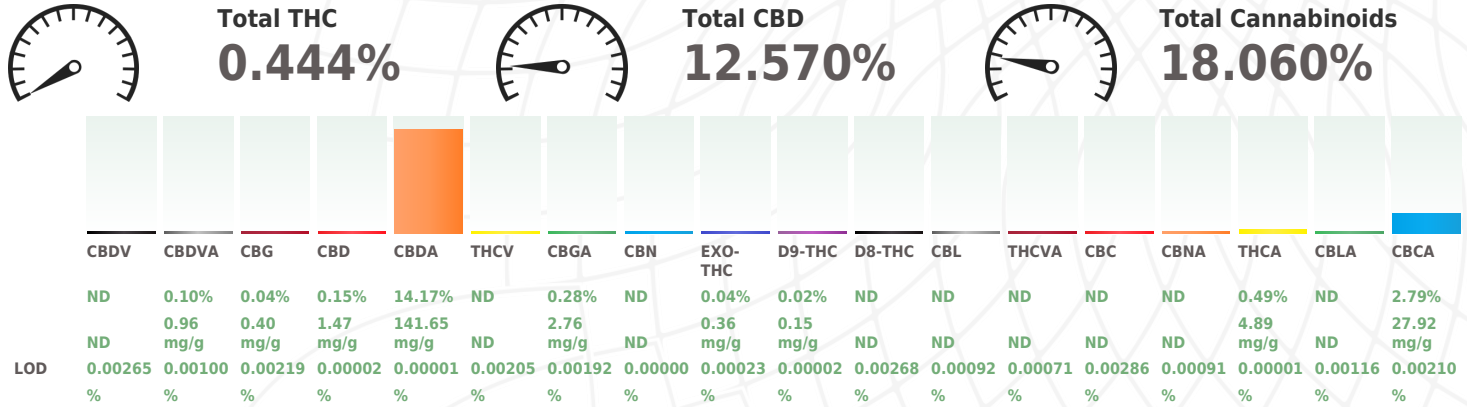 Total THC
0.444%
Total CBD
12.570%
Total Cannabinoids
18.060%
CBDV CBDVA CBG CBD CBDA THCV CBGA CBN EXO-THC D9-THC D8-THC CBL THCVA CBC CBNA THCA CBLA CBCA
ND 0.10% 0.04% 0.15% 14.17% ND 0.28% ND 0.04% 0.02% ND ND ND ND ND 0.49% ND 2.79%
ND 0.96 mg/g 0.40 mg/g 1.47 mg/g 141.65 mg/g ND 2.76 mg/g ND 0.36 mg/g 0.15 mg/g ND ND ND ND ND 4.89 mg/g ND 27.92 mg/g
LOD 0.00265 0.00100 0.00219 0.00002 0.00001 0.00205 0.00192 0.00000 0.00023 0.00002 0.00268 0.00092 0.00071 0.00286 0.00091 0.00001 0.00116 0.00210
% % % % % % % % % % % % % % % % % %